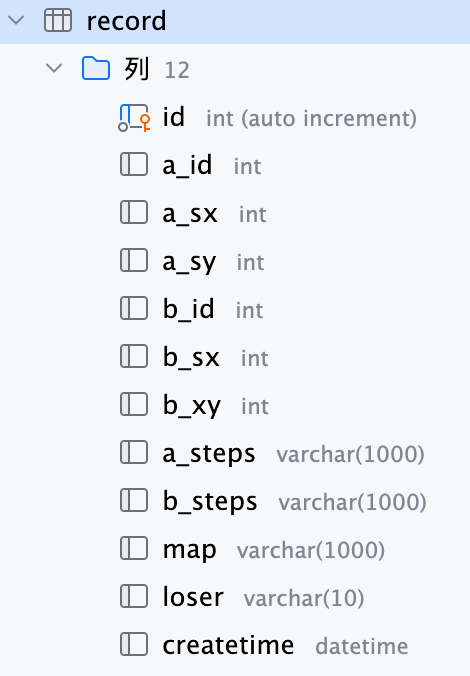 record
列 12
id int (auto increment)
a_id int
a_sx int
a_sy int
b_id int
b_sx int
b_xy int
a_steps varchar(1000)
b_steps varchar(1000)
map varchar(1000)
loser varchar(10)
createtime datetime